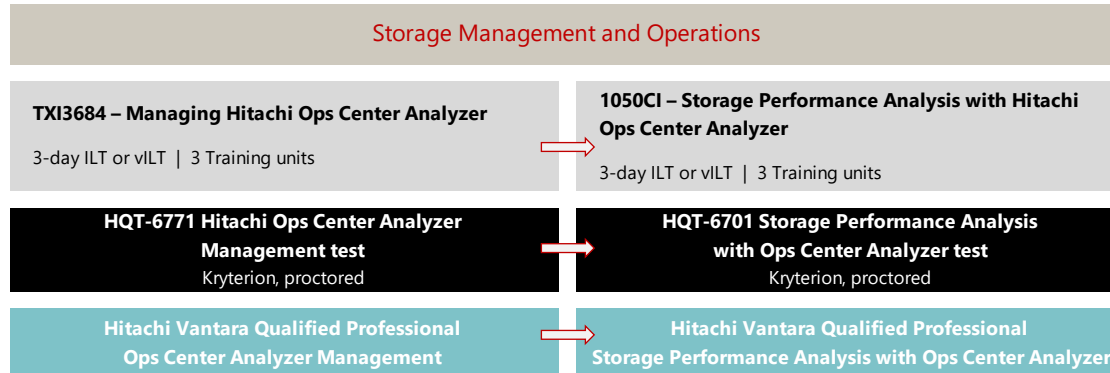 Storage Management and Operations
TXI3684 – Managing Hitachi Ops Center Analyzer
3-day ILT or vILT | 3 Training units
1050CI – Storage Performance Analysis with Hitachi
Ops Center Analyzer
3-day ILT or vILT | 3 Training units
HQT-6771 Hitachi Ops Center Analyzer
Management test
Kryterion, proctored
HQT-6701 Storage Performance Analysis
with Ops Center Analyzer test
Kryterion, proctored
Hitachi Vantara Qualified Professional
Ops Center Analyzer Management
Hitachi Vantara Qualified Professional
Storage Performance Analysis with Ops Center Analyzer